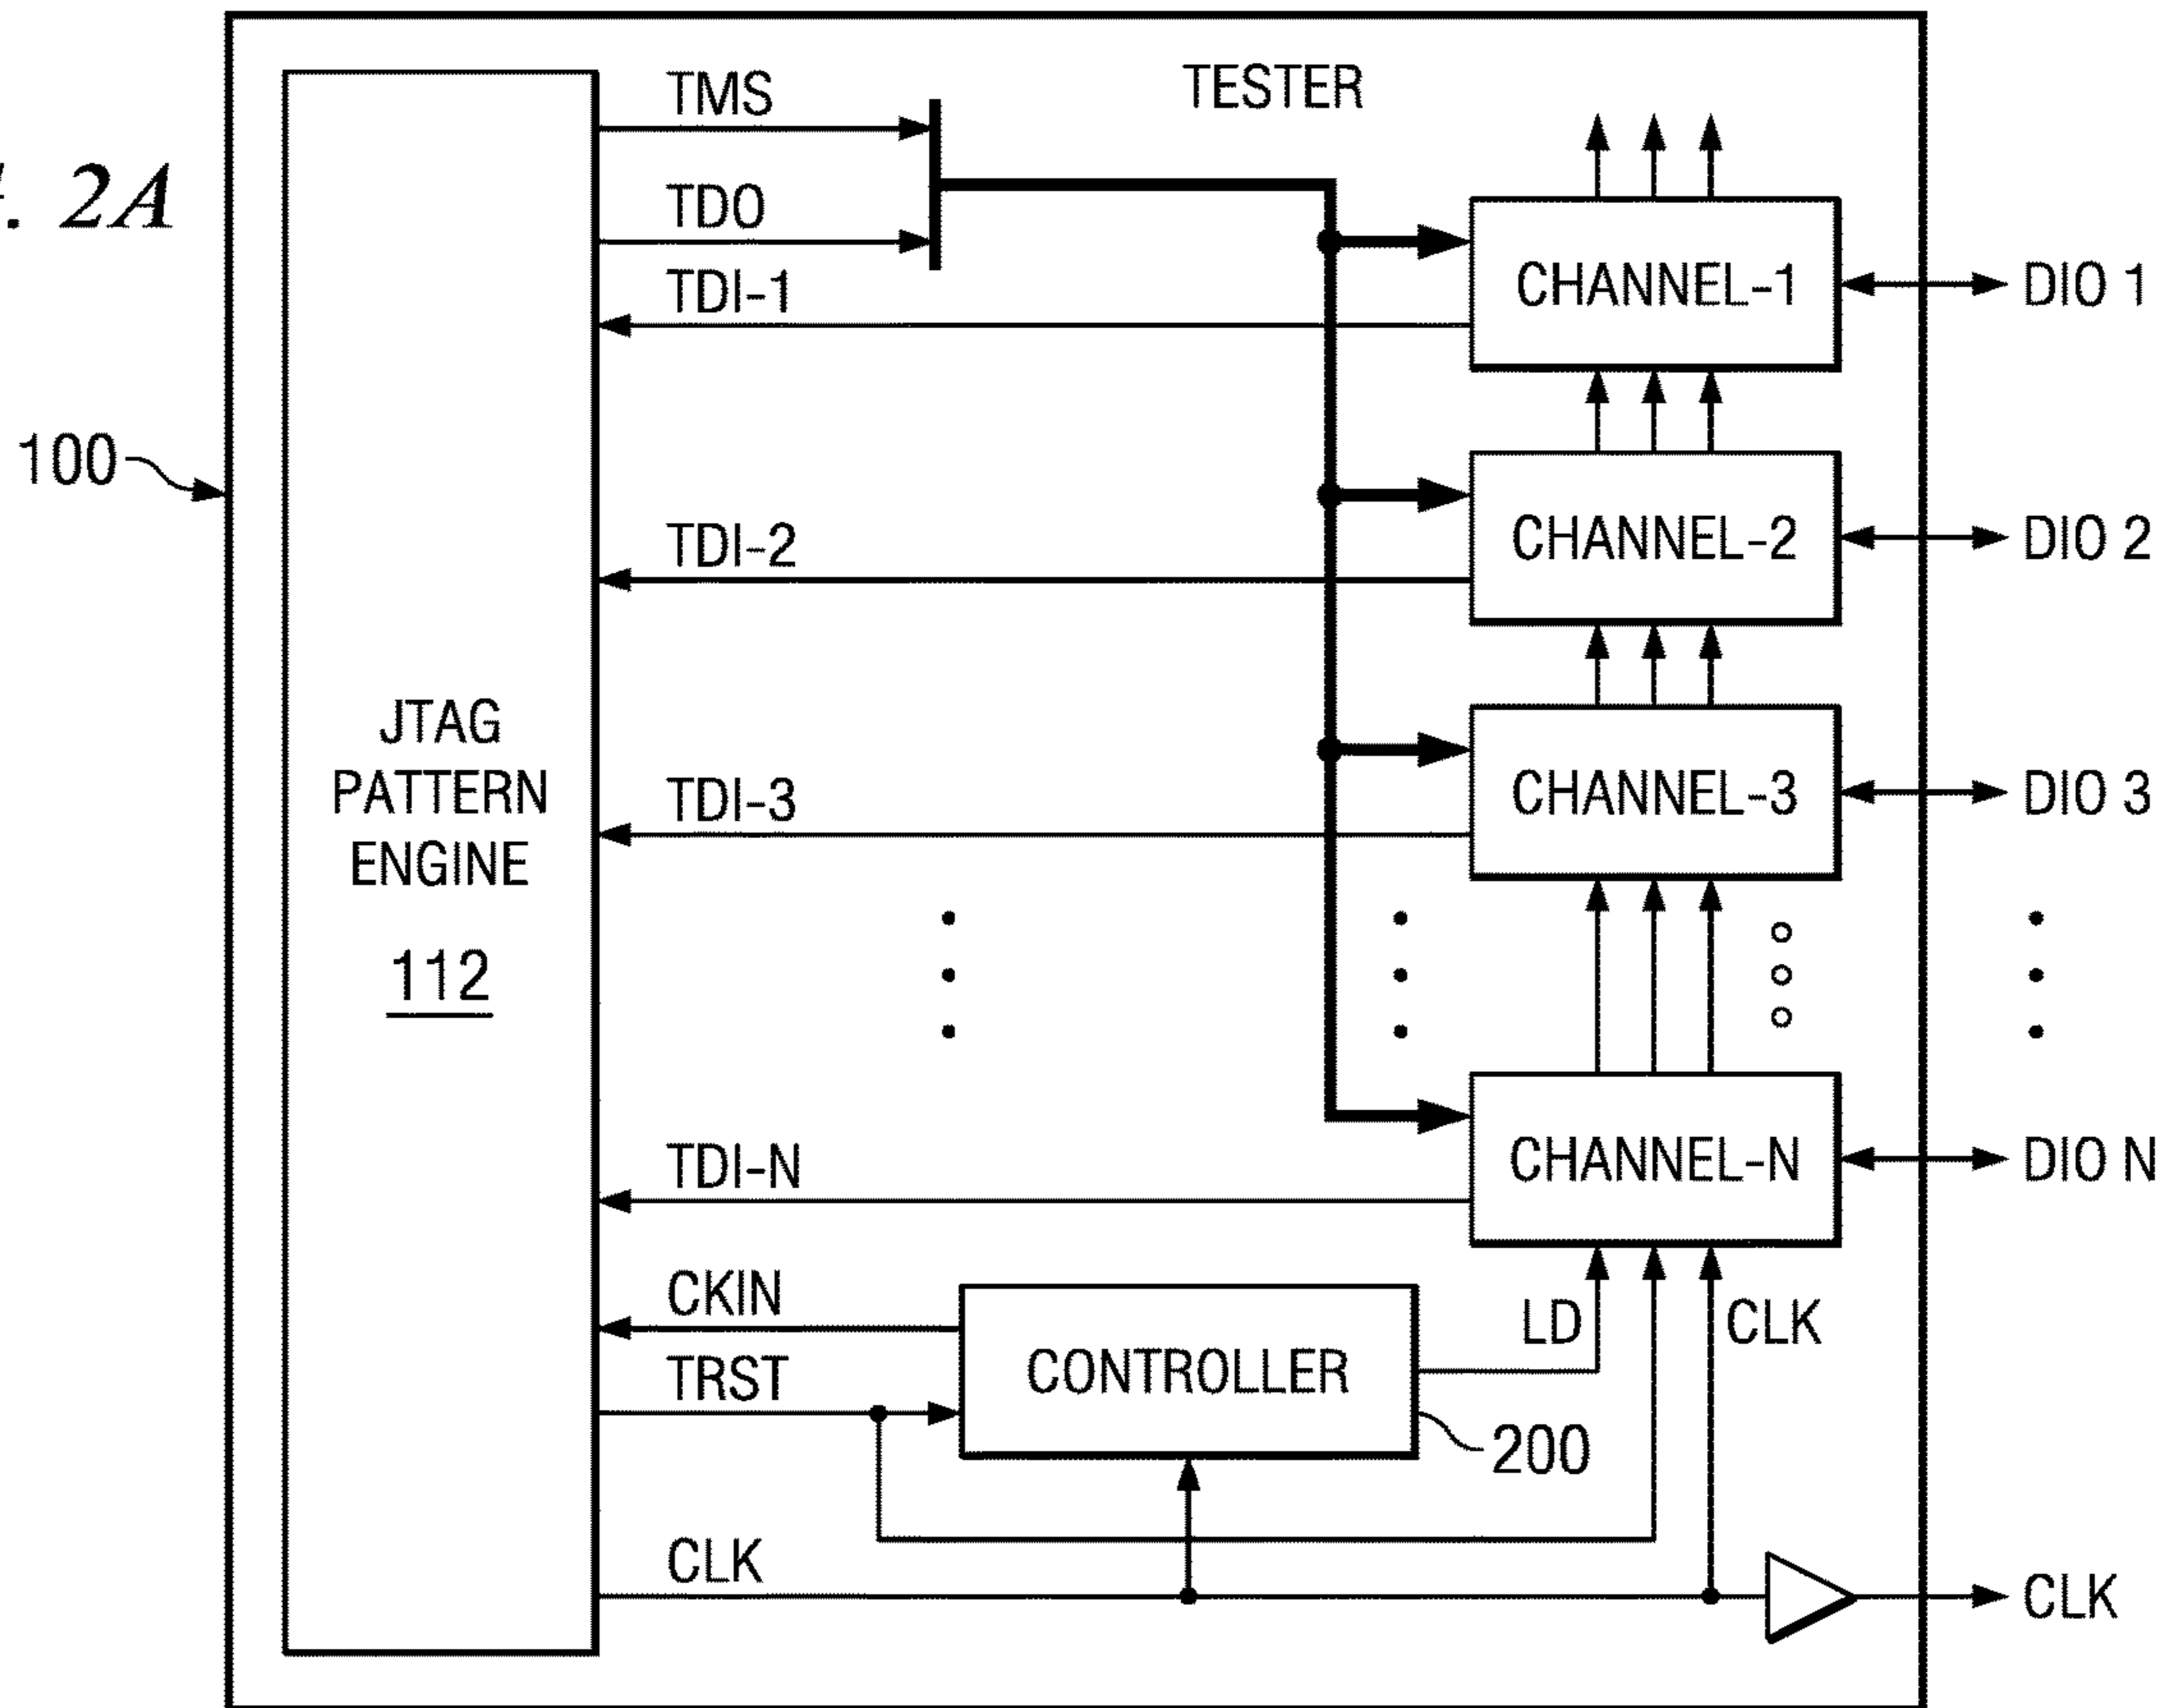 2A
TESTER
TMS
TDO
TDI-1
CHANNEL-1
DIO 1
100
TDI-2
CHANNEL-2
DIO 2
JTAG
PATTERN
ENGINE
112
TDI-3
CHANNEL-3
DIO 3
TDI-N
CHANNEL-N
DIO N
CKIN
TRST
CONTROLLER
LD
CLK
200
CLK
CLK